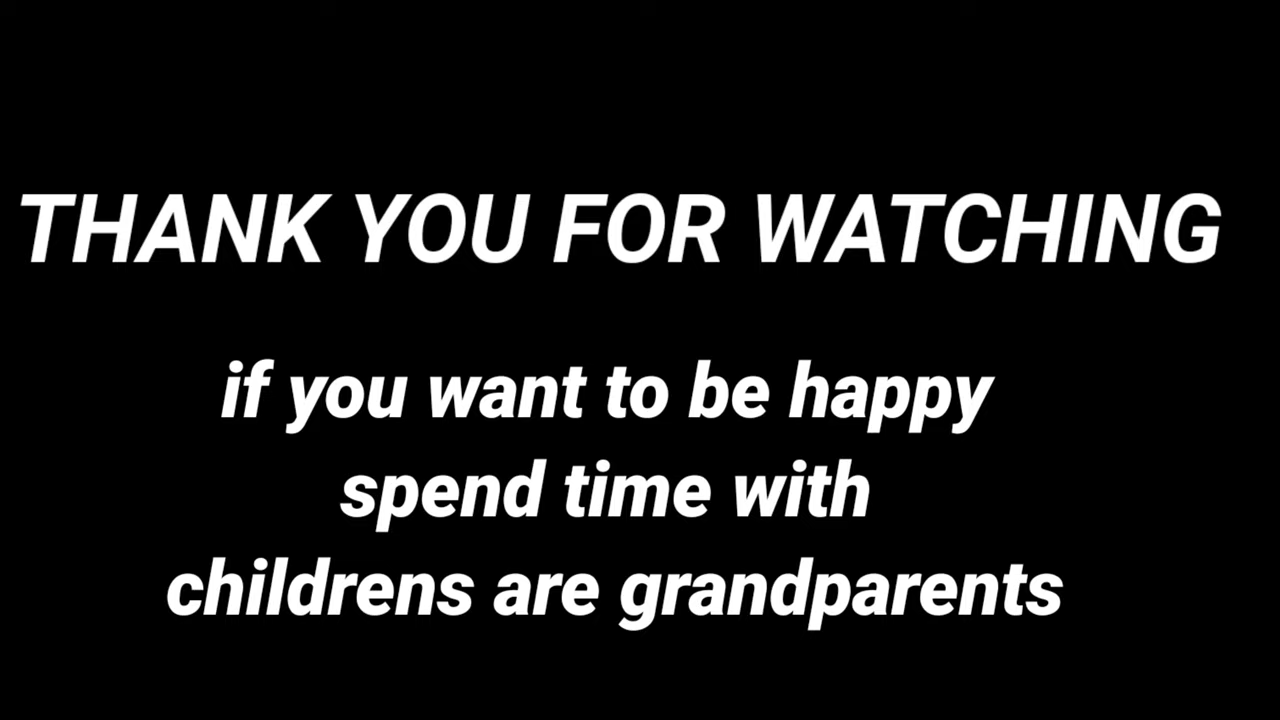 THANK YOU FOR WATCHING
if you want to be happy
spend time with
childrens are grandparents